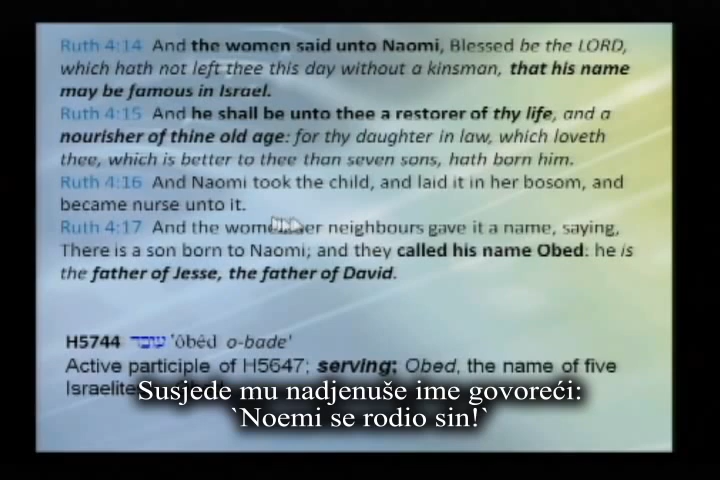 Ruth 4:14 And the women said unto Naomi, Blessed be the LORD,
which hath not left thee this day without a kinsman, that his name
may be famous in Israel.
Ruth 4:15 And he shall be unto thee a restorer of thy life, and a
nourisher of thine old age: for thy daughter in law, which loveth
thee, which is better to thee than seven sons, hath born him.
Ruth 4:16 And Naomi took the child, and laid it in her bosom, and
became nurse unto it.
Ruth 4:17 And the women her neighbours gave it a name, saying,
There is a son born to Naomi; and they called his name Obed: he is
the father of Jesse, the father of David.
H5744 עובד 'ôbêd o-bade'
Active participle of H5647; serving; Obed, the name of five
Israelite
Susjede mu nadjenuše ime govoreći:
`Noemi se rodio sin!`